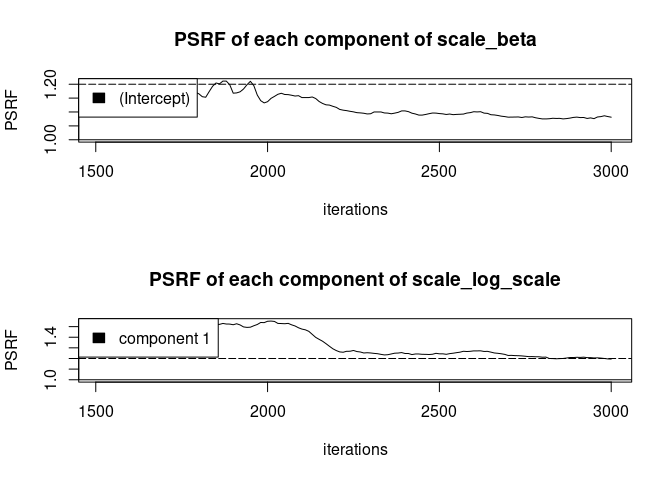 PSRF of each component of scale_beta
PSRF
1.20
1.00
(Intercept)
1500 2000 2500 3000
iterations
PSRF of each component of scale_log_scale
PSRF
1.4
1.0
component 1
1500 2000 2500 3000
iterations